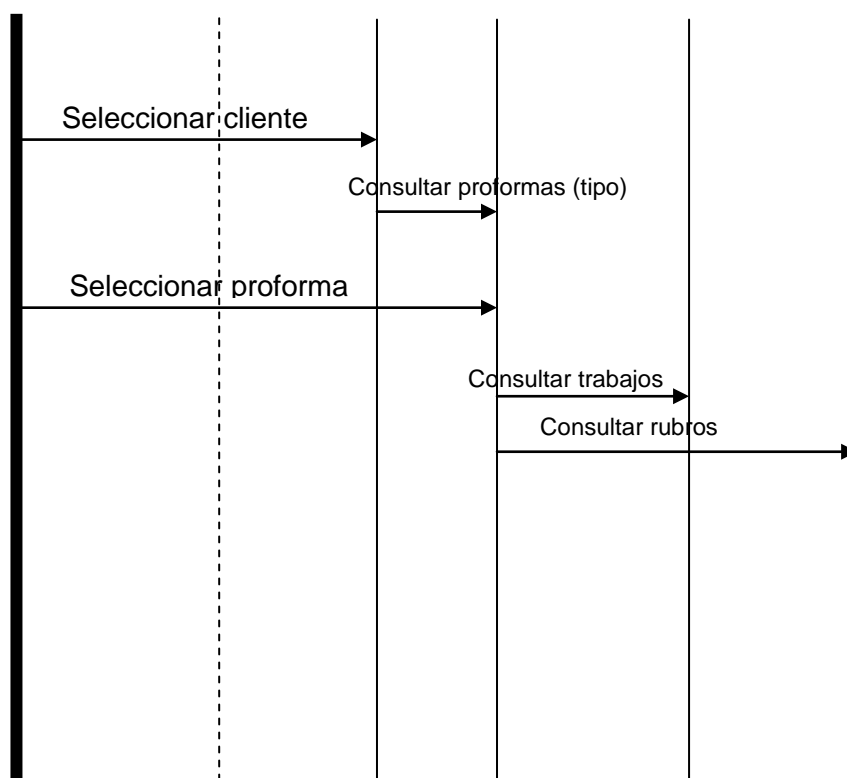 Seleccionar cliente
Consultar proformas (tipo)
Seleccionar proforma
Consultar trabajos
Consultar rubros